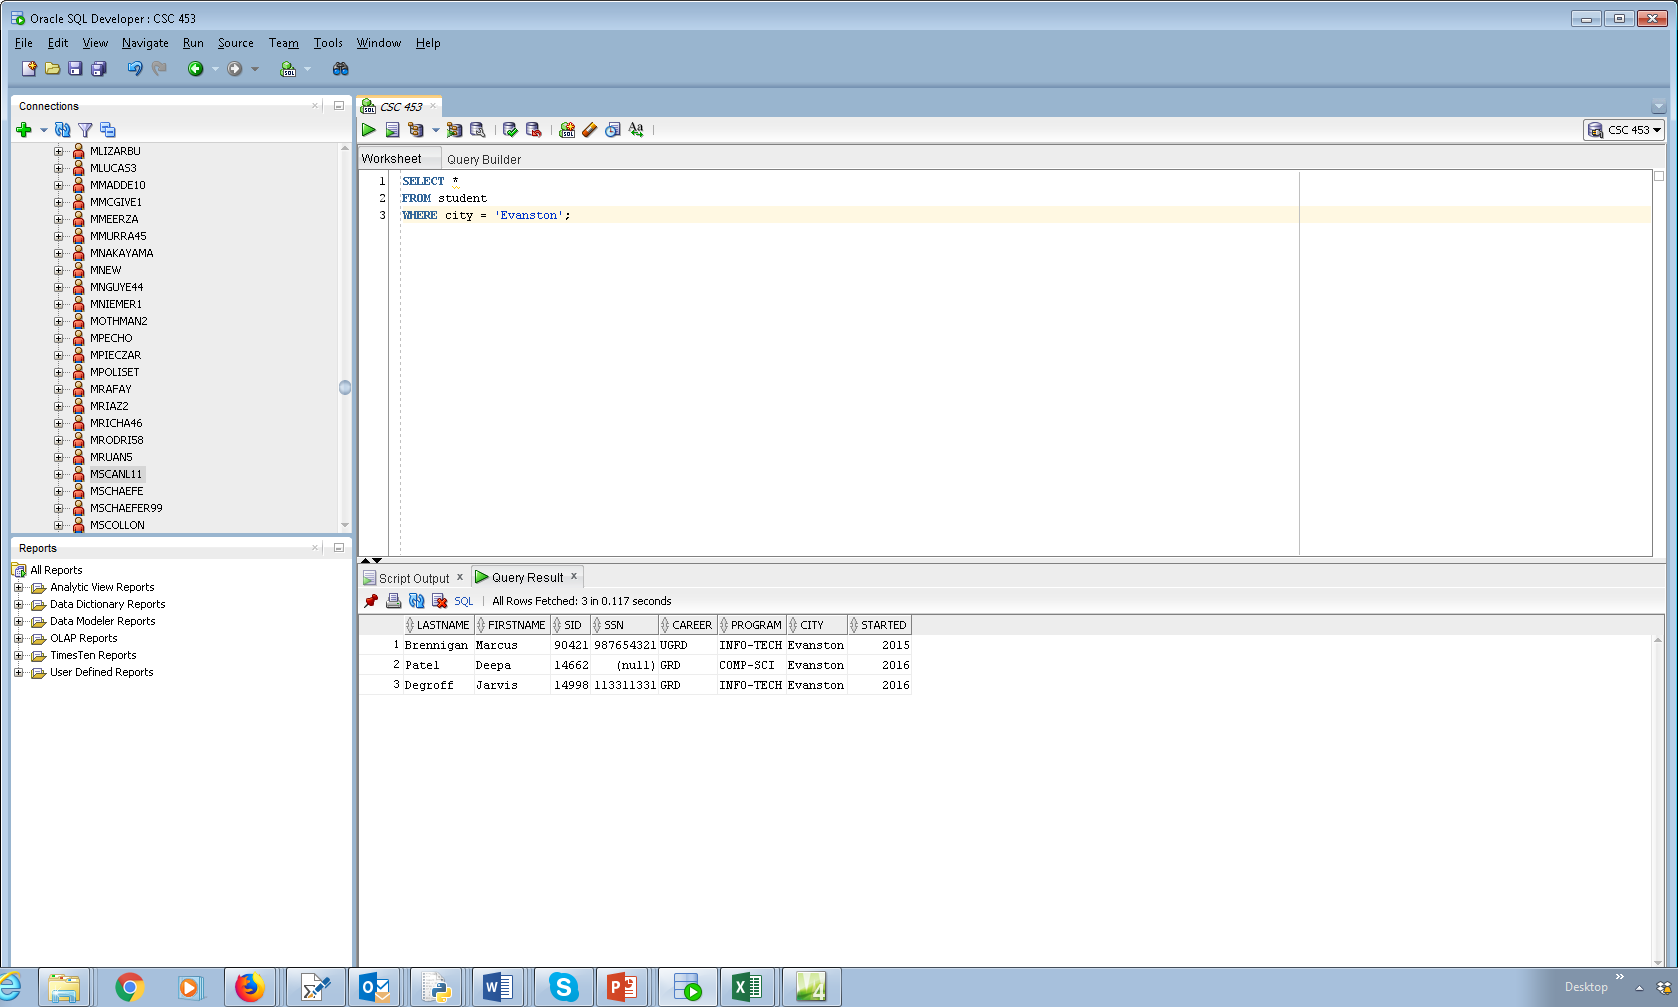 Oracle SQL Developer : CSC 453
File Edit View Navigate Run Source Team Tools Window Help
Connections
CSC 453
CSC 453
MLIZARBU
MLUCAS3
MMADDE10
MMCGIVE1
MMEERZA
MMURRA45
MNAKAYAMA
MNEW
MNGUYE44
MNIEMER1
MOTHMAN2
MPECHO
MPIECZAR
MPOLISET
MRAFAY
MRIAZ2
MRICHA46
MRODRI58
MRUAN5
MSCANL11
MSCHAEFE
MSCHAEFER99
MSCOLLON
Worksheet Query Builder
1 SELECT *
2 FROM student
3 WHERE city = 'Evanston';
Reports
All Reports
Analytic View Reports
Data Dictionary Reports
Data Modeler Reports
OLAP Reports
TimesTen Reports
User Defined Reports
Script Output Query Result
SQL All Rows Fetched: 3 in 0.117 seconds
LASTNAME FIRSTNAME SID SSN CAREER PROGRAM CITY STARTED
1 Brennigan Marcus 90421 987654321 UGRD INFO-TECH Evanston 2015
2 Patel Deepa 14662 (null) GRD COMP-SCI Evanston 2016
3 Degroff Jarvis 14998 113311331 GRD INFO-TECH Evanston 2016
Desktop